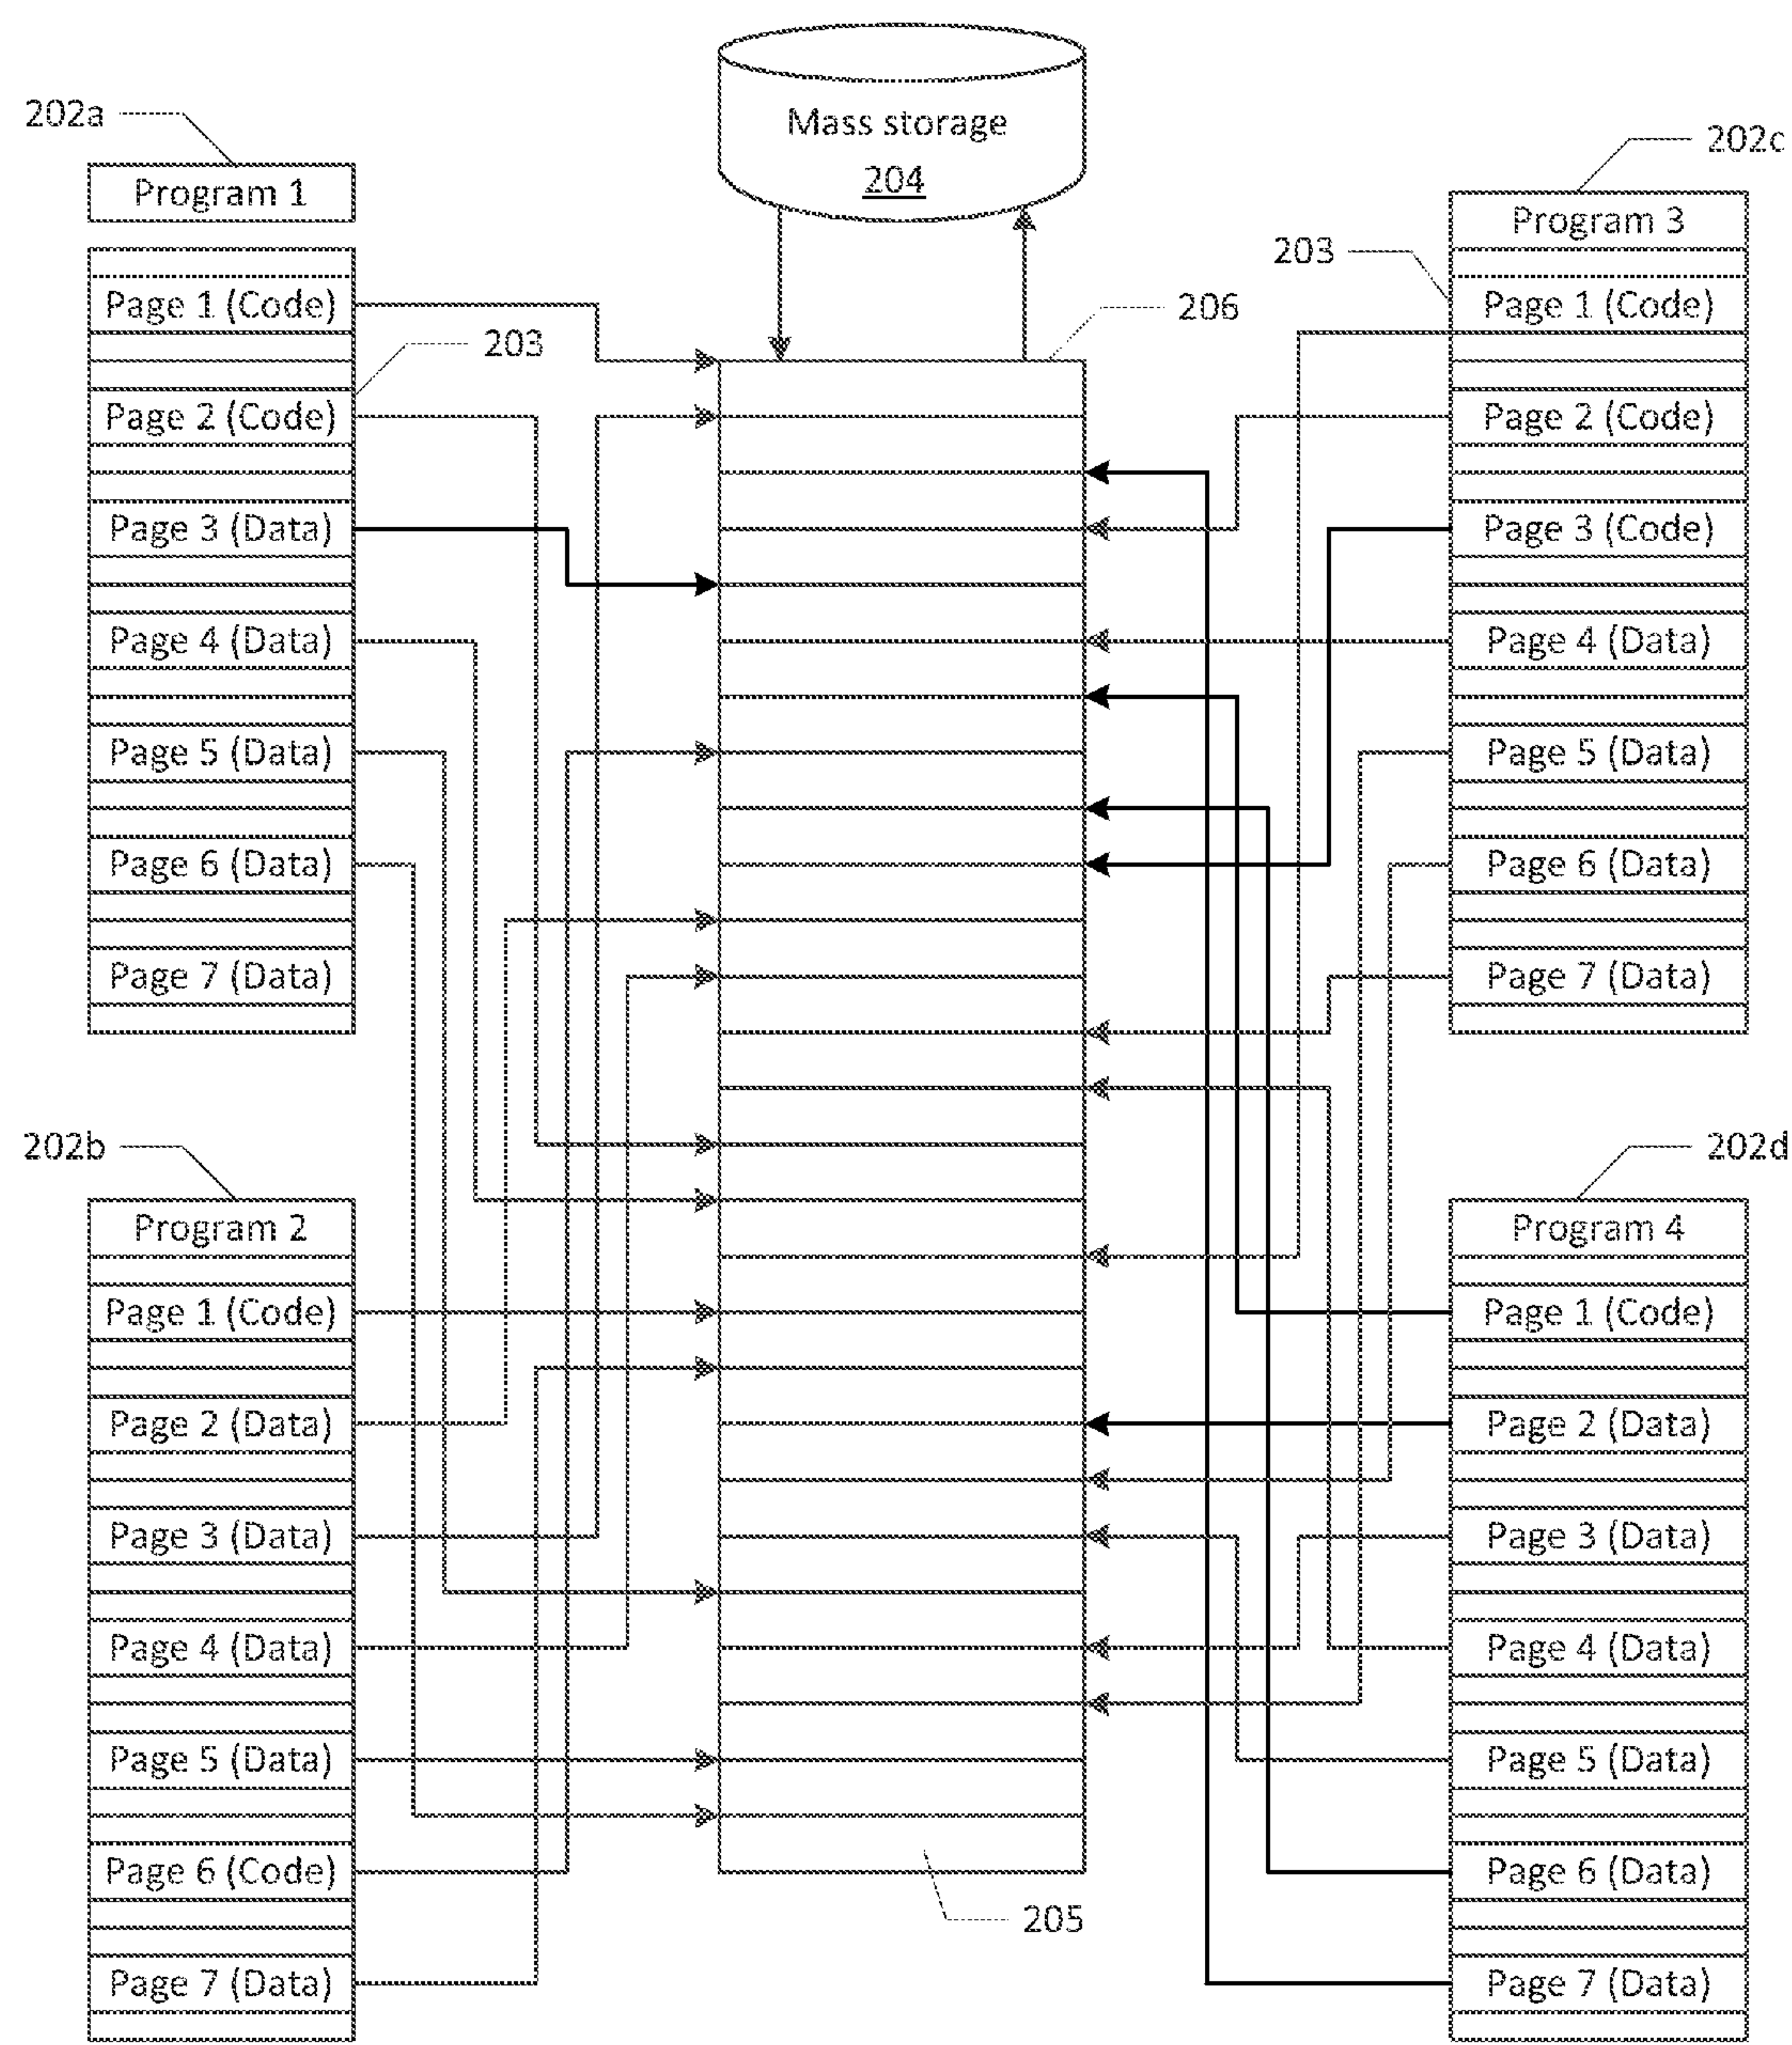 Mass storage
204
202a
Program 1
Page 1 (Code)
203
Page 2 (Code)
Page 3 (Data)
Page 4 (Data)
Page 5 (Data)
Page 6 (Data)
Page 7 (Data)
202b
Program 2
Page 1 (Code)
Page 2 (Data)
Page 3 (Data)
Page 4 (Data)
Page 5 (Data)
Page 6 (Code)
Page 7 (Data)
206
205
202c
Program 3
203
Page 1 (Code)
Page 2 (Code)
Page 3 (Code)
Page 4 (Data)
Page 5 (Data)
Page 6 (Data)
Page 7 (Data)
202d
Program 4
Page 1 (Code)
Page 2 (Data)
Page 3 (Data)
Page 4 (Data)
Page 5 (Data)
Page 6 (Data)
Page 7 (Data)